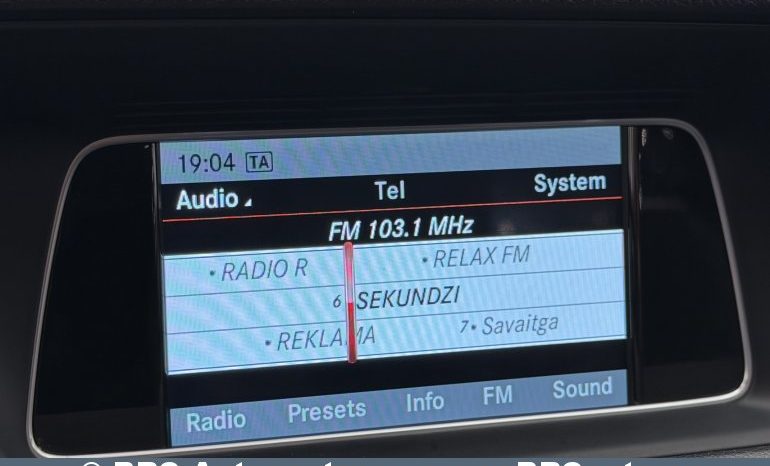 19:04 TA
Audio Tel System
FM 103.1 MHz
• RADIO R • RELAX FM
6 SEKUNDZI
• REKLAMA 7• Savaitga
Radio Presets Info FM Sound